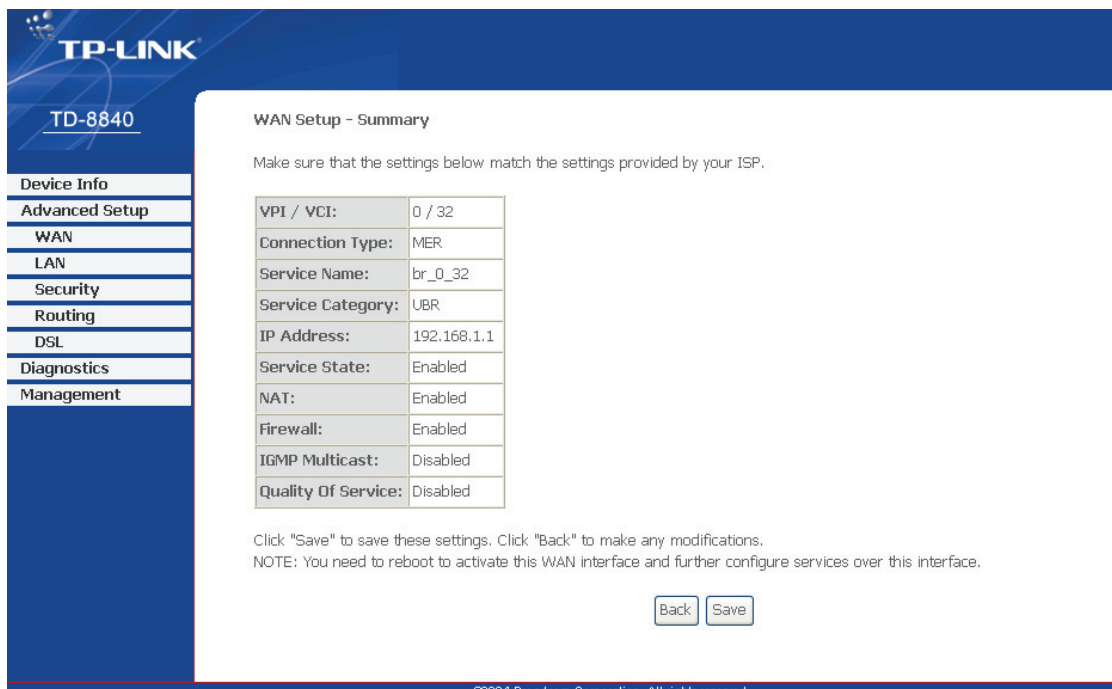 TP-LINK
TD-8840
Device Info
Advanced Setup
WAN
LAN
Security
Routing
DSL
Diagnostics
Management
WAN Setup - Summary
Make sure that the settings below match the settings provided by your ISP.
VPI / VCI: 0 / 32
Connection Type: MER
Service Name: br_0_32
Service Category: UBR
IP Address: 192.168.1.1
Service State: Enabled
NAT: Enabled
Firewall: Enabled
IGMP Multicast: Disabled
Quality Of Service: Disabled
Click "Save" to save these settings. Click "Back" to make any modifications.
NOTE: You need to reboot to activate this WAN interface and further configure services over this interface.
Back Save